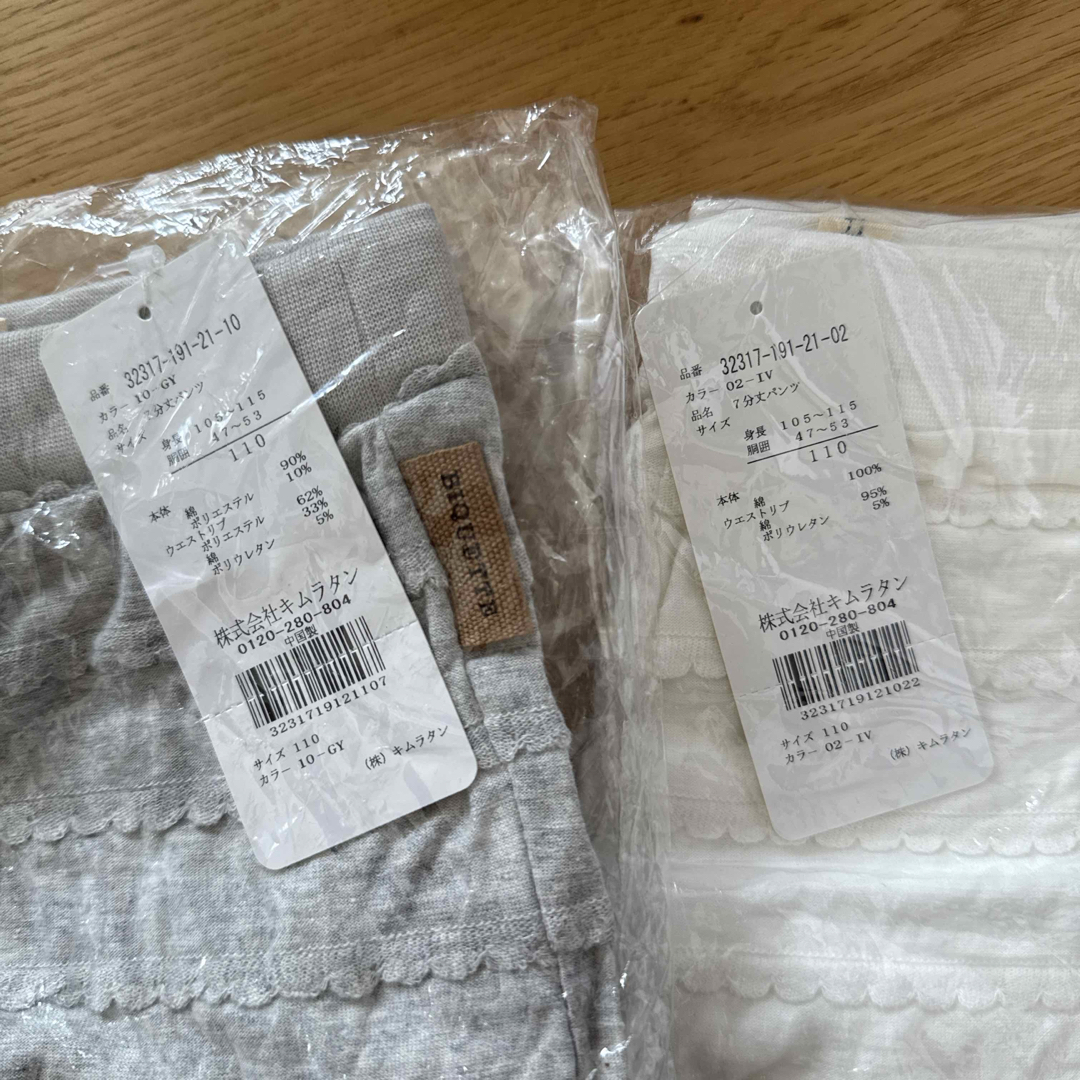 品番 32317-191-21-10
カラー 10-GY
品名 7分丈パンツ
サイズ
身長 105~115
胴囲 47~53
110
本体 綿 90%
ポリエステル 10%
ウエストリブ
ポリエステル 62%
綿 33%
ポリウレタン 5%
株式会社キムラタン
0120-280-804
中国製
3231719121107
サイズ 110
カラー 10-GY (株)キムラタン
BIQUETTE
品番 32317-191-21-02
カラー 02-IV
品名 7分丈パンツ
サイズ
身長 105~115
胴囲 47~53
110
本体 綿 100%
ウエストリブ
綿 95%
ポリウレタン 5%
株式会社キムラタン
0120-280-804
中国製
3231719121022
サイズ 110
カラー 02-IV (株)キムラタン